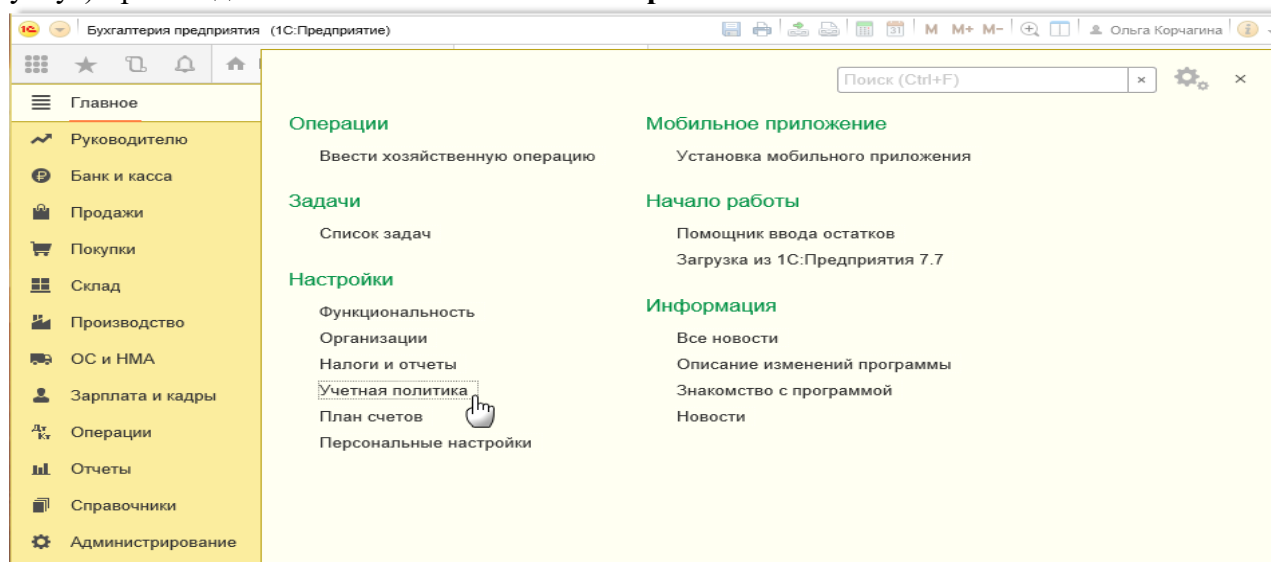 Бухгалтерия предприятия (1С:Предприятие)
M M+ M- Ольга Корчагина
Поиск (Ctrl+F)
Главное
Руководителю
Банк и касса
Продажи
Покупки
Склад
Производство
ОС и НМА
Зарплата и кадры
Операции
Отчеты
Справочники
Администрирование
Операции
Ввести хозяйственную операцию
Задачи
Список задач
Настройки
Функциональность
Организации
Налоги и отчеты
Учетная политика
План счетов
Персональные настройки
Мобильное приложение
Установка мобильного приложения
Начало работы
Помощник ввода остатков
Загрузка из 1С:Предприятия 7.7
Информация
Все новости
Описание изменений программы
Знакомство с программой
Новости